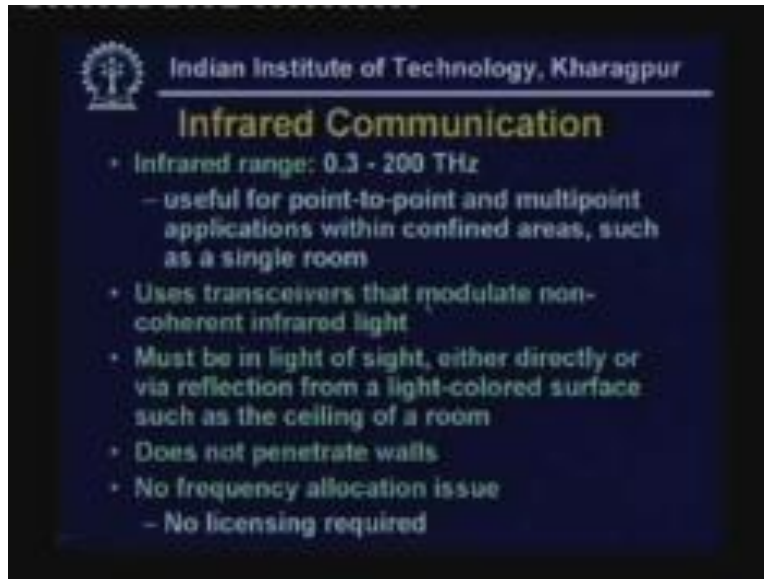 Indian Institute of Technology, Kharagpur
Infrared Communication
• Infrared range: 0.3 - 200 THz
– useful for point-to-point and multipoint
applications within confined areas, such
as a single room
• Uses transceivers that modulate non-
coherent infrared light
• Must be in light of sight, either directly or
via reflection from a light-colored surface
such as the ceiling of a room
• Does not penetrate walls
• No frequency allocation issue
– No licensing required